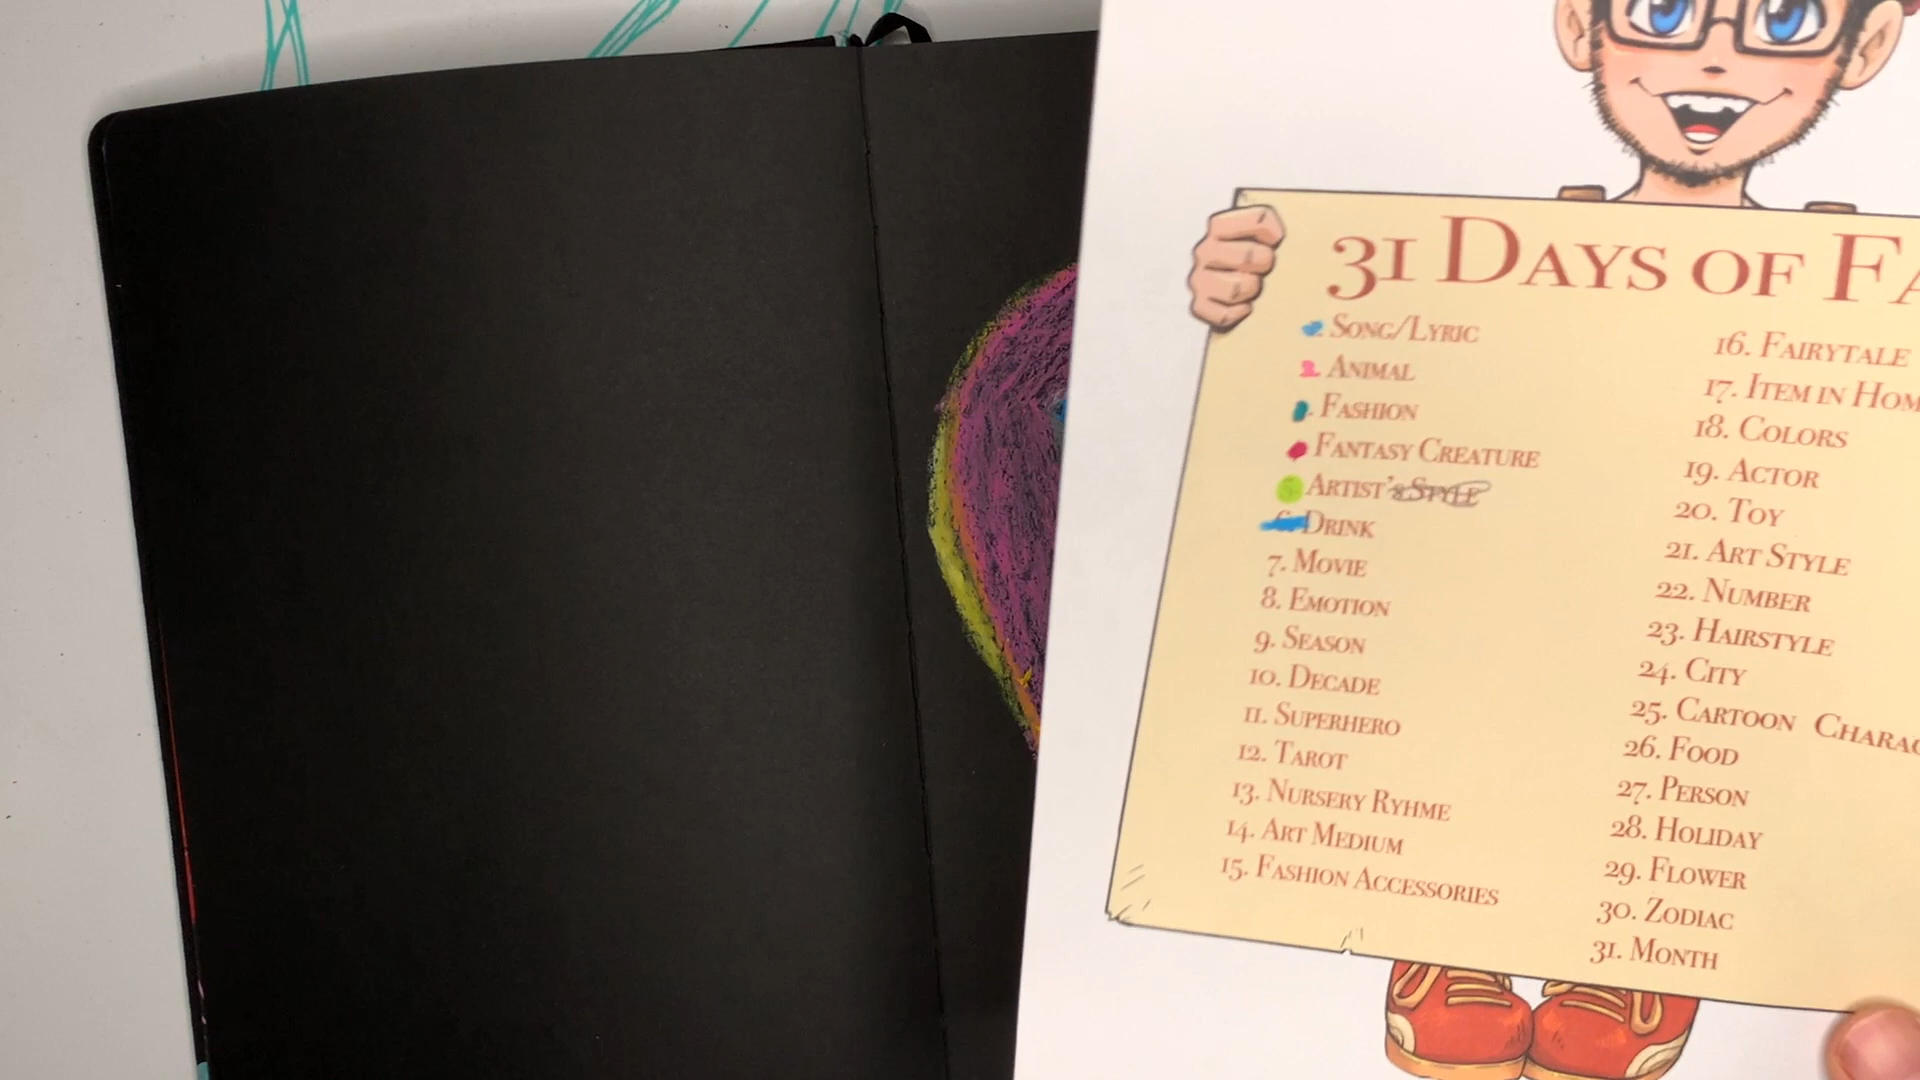 31 Days of Fa
Song/Lyric
2. Animal
Fashion
Fantasy Creature
5. Artist's Style
Drink
7. Movie
8. Emotion
9. Season
10. Decade
11. Superhero
12. Tarot
13. Nursery Ryhme
14. Art Medium
15. Fashion Accessories
16. Fairytale
17. Item in Hom
18. Colors
19. Actor
20. Toy
21. Art Style
22. Number
23. Hairstyle
24. City
25. Cartoon Charac
26. Food
27. Person
28. Holiday
29. Flower
30. Zodiac
31. Month